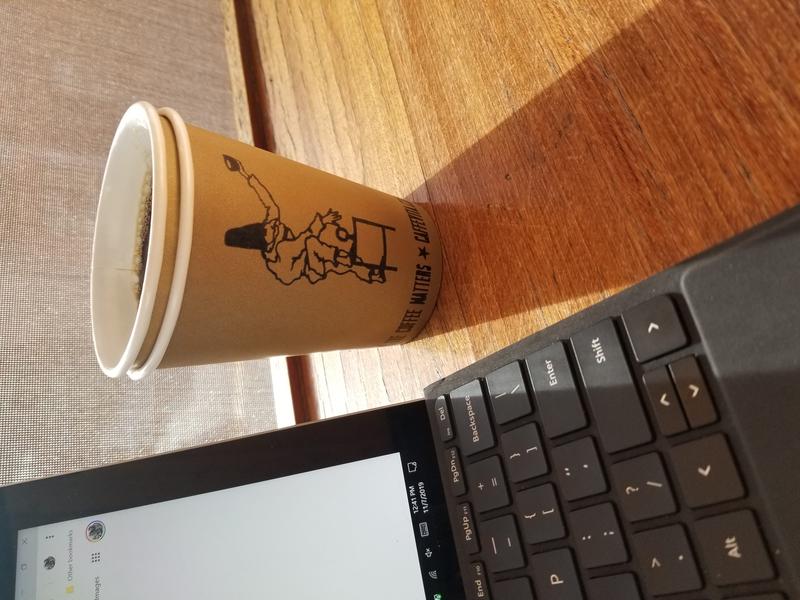 COFFEE MATTERS ★ CAFFEI
Other bookmarks
Images
12:41 PM
11/7/2019
Del
Backspace
| \
Enter
Shift
PgDn
+ =
} ]
" '
PgUp
_ -
{ [
: ;
? /
End
P
> .
Alt